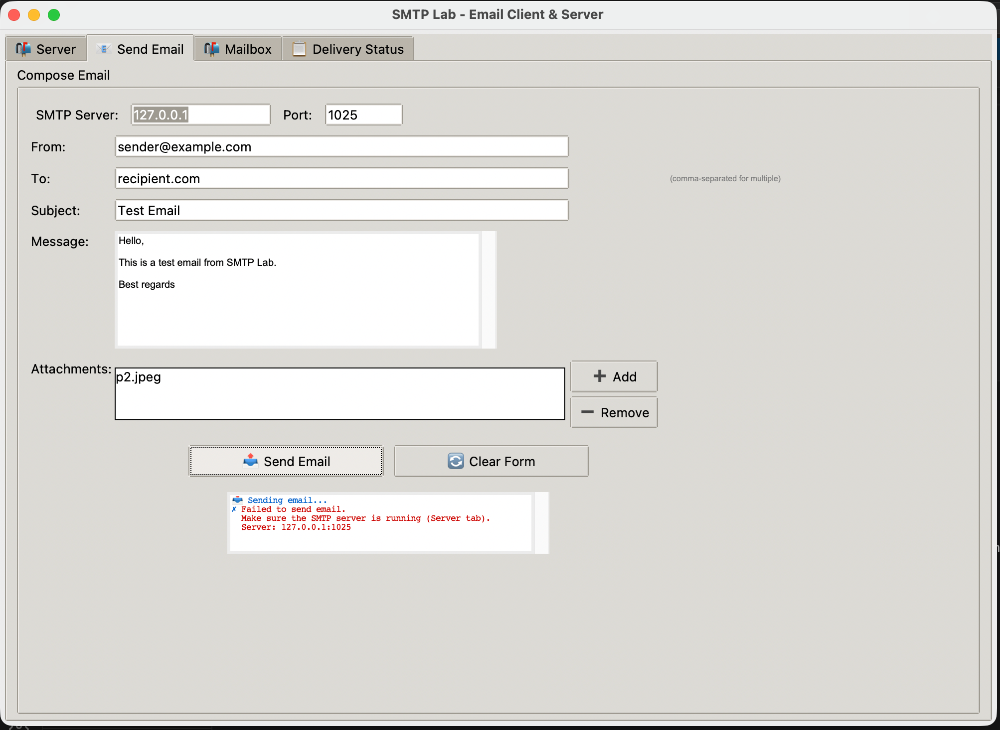 SMTP Lab - Email Client & Server
Server
Send Email
Mailbox
Delivery Status
Compose Email
SMTP Server: 127.0.0.1 Port: 1025
From: sender@example.com
To: recipient.com (comma-separated for multiple)
Subject: Test Email
Message: Hello,
This is a test email from SMTP Lab.
Best regards
Attachments: p2.jpeg
Add
Remove
Send Email
Clear Form
Sending email...
✗ Failed to send email.
Make sure the SMTP server is running (Server tab).
Server: 127.0.0.1:1025